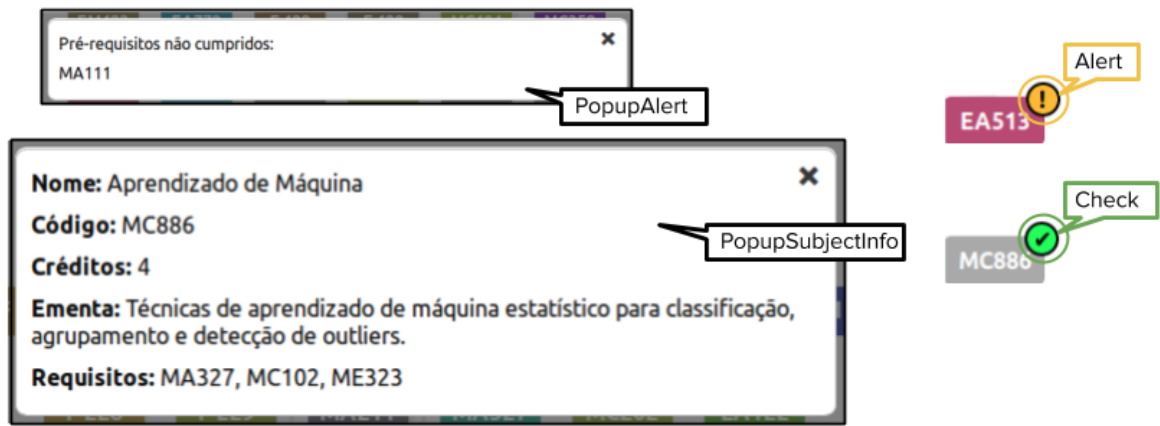 Pré-requisitos não cumpridos:
MA111
PopupAlert
Alert
EA513
Nome: Aprendizado de Máquina
Código: MC886
Créditos: 4
Ementa: Técnicas de aprendizado de máquina estatístico para classificação,
agrupamento e detecção de outliers.
Requisitos: MA327, MC102, ME323
PopupSubjectInfo
Check
MC886